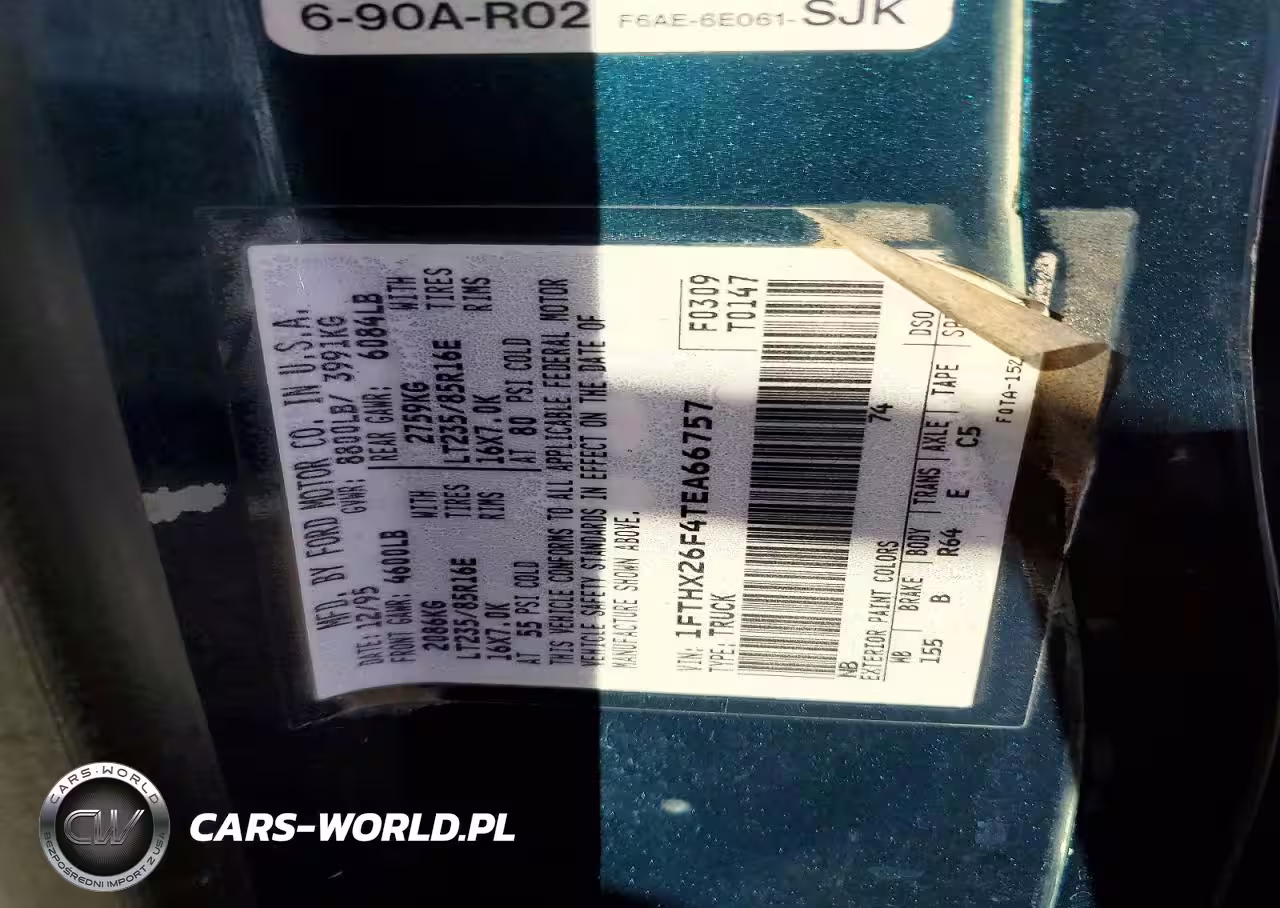 6-90A-R02 F6AE-6E061-SJK
MFD. BY FORD MOTOR CO. IN U.S.A.
DATE: 12/95 GVWR: 8800LB/ 3991KG
FRONT GAWR: 4600LB REAR GAWR: 6084LB
2086KG WITH 2759KG WITH
LT235/85R16E TIRES LT235/85R16E TIRES
16X7.0K RIMS 16X7.0K RIMS
AT 55 PSI COLD AT 80 PSI COLD
THIS VEHICLE CONFORMS TO ALL APPLICABLE FEDERAL MOTOR
VEHICLE SAFETY STANDARDS IN EFFECT ON THE DATE OF
MANUFACTURE SHOWN ABOVE.
VIN: 1FTHX26F4TEA66757 F0309
TYPE: TRUCK T0147
NB 74
EXTERIOR PAINT COLORS DSO
WB BRAKE BODY TRANS AXLE TAPE
155 B R64 E C5
F0TA-152
CARS-WORLD
CW
BEZPOŚREDNI IMPORT Z USA
CARS-WORLD.PL